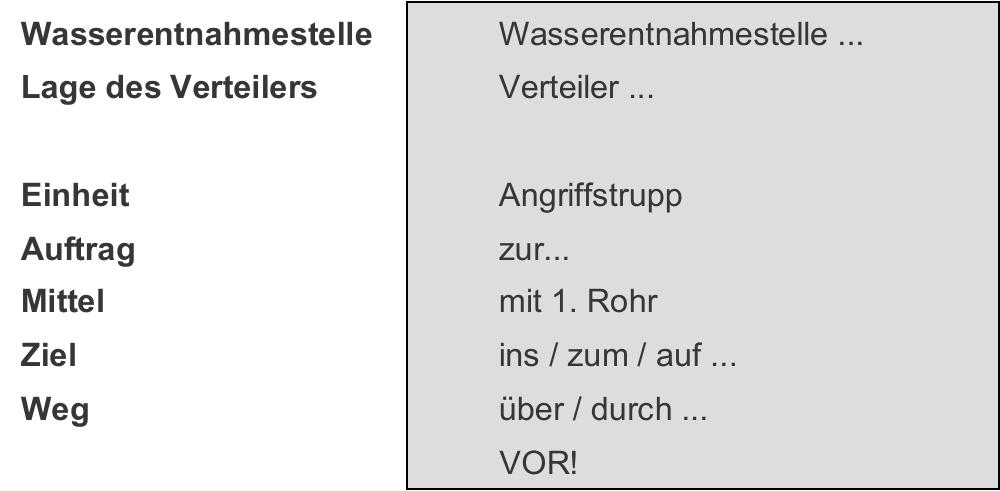 Wasserentnahmestelle Wasserentnahmestelle ...
Lage des Verteilers Verteiler ...
Einheit Angriffstrupp
Auftrag zur...
Mittel mit 1. Rohr
Ziel ins / zum / auf ...
Weg über / durch ...
VOR!